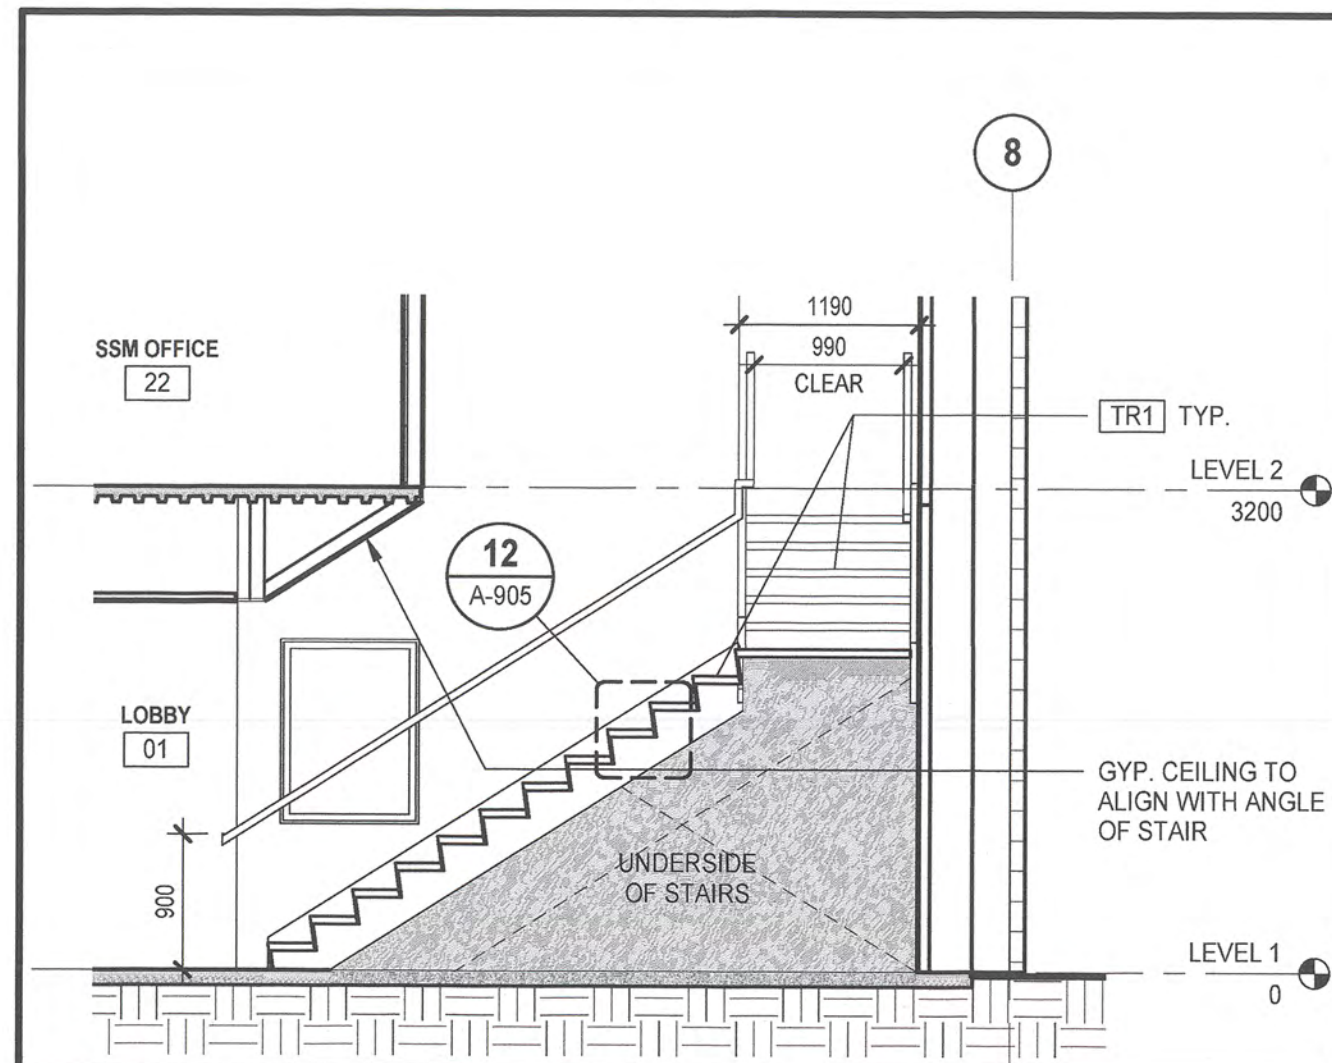 8
1190
990
CLEAR
SSM OFFICE
22
TR1 TYP.
LEVEL 2
3200
12
A-905
LOBBY
01
GYP. CEILING TO
ALIGN WITH ANGLE
OF STAIR
UNDERSIDE
OF STAIRS
900
LEVEL 1
0